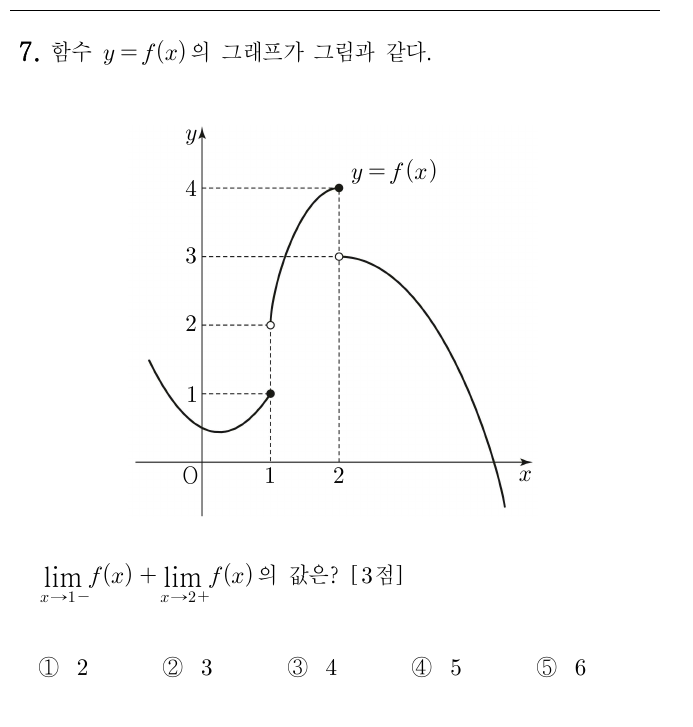 7. 함수 y=f(x)의 그래프가 그림과 같다.
y
y=f(x)
4
3
2
1
O 1 2 x
lim f(x)+lim f(x)의 값은? [3점]
x→1− x→2+
① 2 ② 3 ③ 4 ④ 5 ⑤ 6